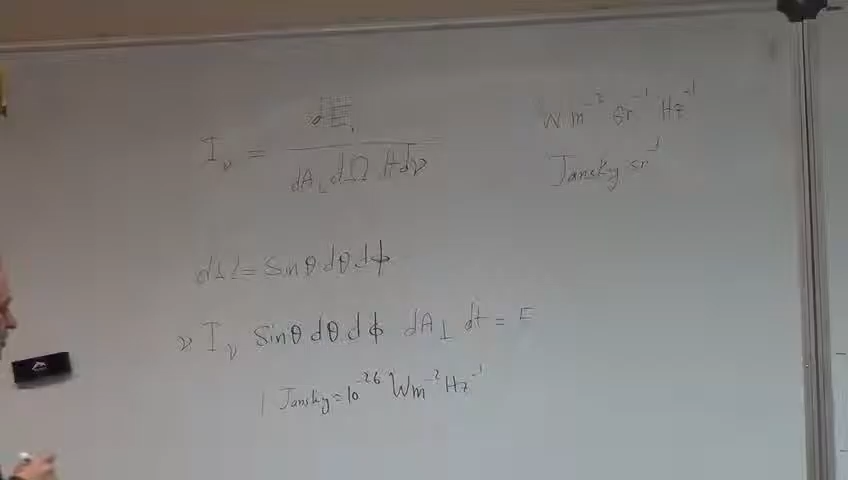 I_ν = dE / dA⊥ dΩ dt dν
W m⁻² sr⁻¹ Hz⁻¹
Jansky sr⁻¹
dΩ = Sinθ dθ dϕ
ν I_ν Sinθ dθ dϕ dA⊥ dt = E
1 Jansky = 10⁻²⁶ W m⁻² Hz⁻¹